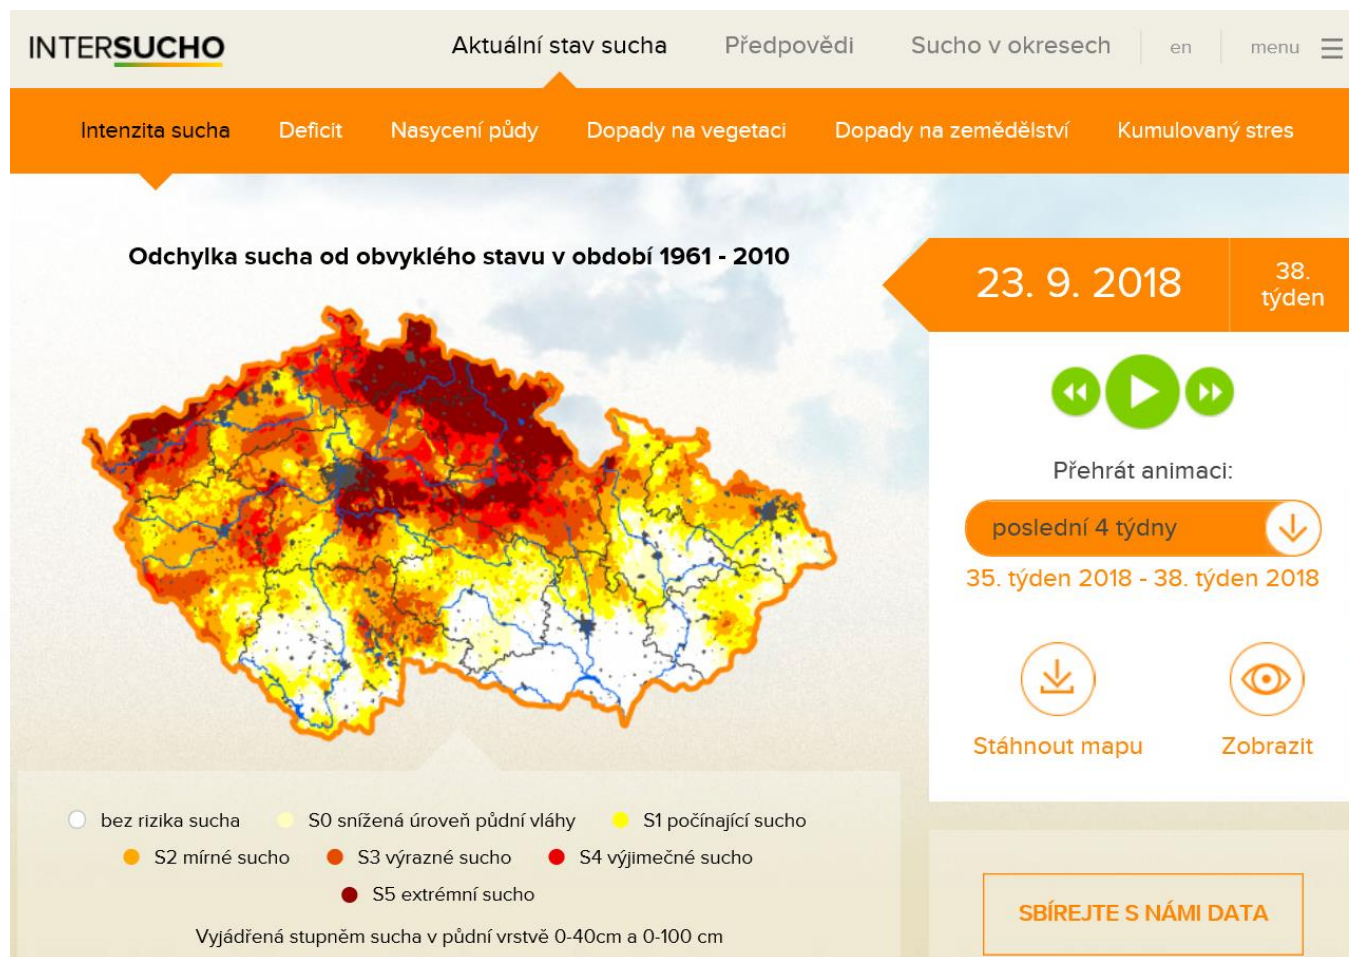 INTERSUCHO
Aktuální stav sucha
Předpovědi
Sucho v okresech
en
menu
Intenzita sucha
Deficit
Nasycení půdy
Dopady na vegetaci
Dopady na zemědělství
Kumulovaný stres
Odchylka sucha od obvyklého stavu v období 1961 - 2010
23. 9. 2018
38.
týden
Přehrát animaci:
poslední 4 týdny
35. týden 2018 - 38. týden 2018
Stáhnout mapu
Zobrazit
bez rizika sucha
S0 snížená úroveň půdní vláhy
S1 počínající sucho
S2 mírné sucho
S3 výrazné sucho
S4 výjimečné sucho
S5 extrémní sucho
Vyjádřená stupněm sucha v půdní vrstvě 0-40cm a 0-100 cm
SBÍREJTE S NÁMI DATA